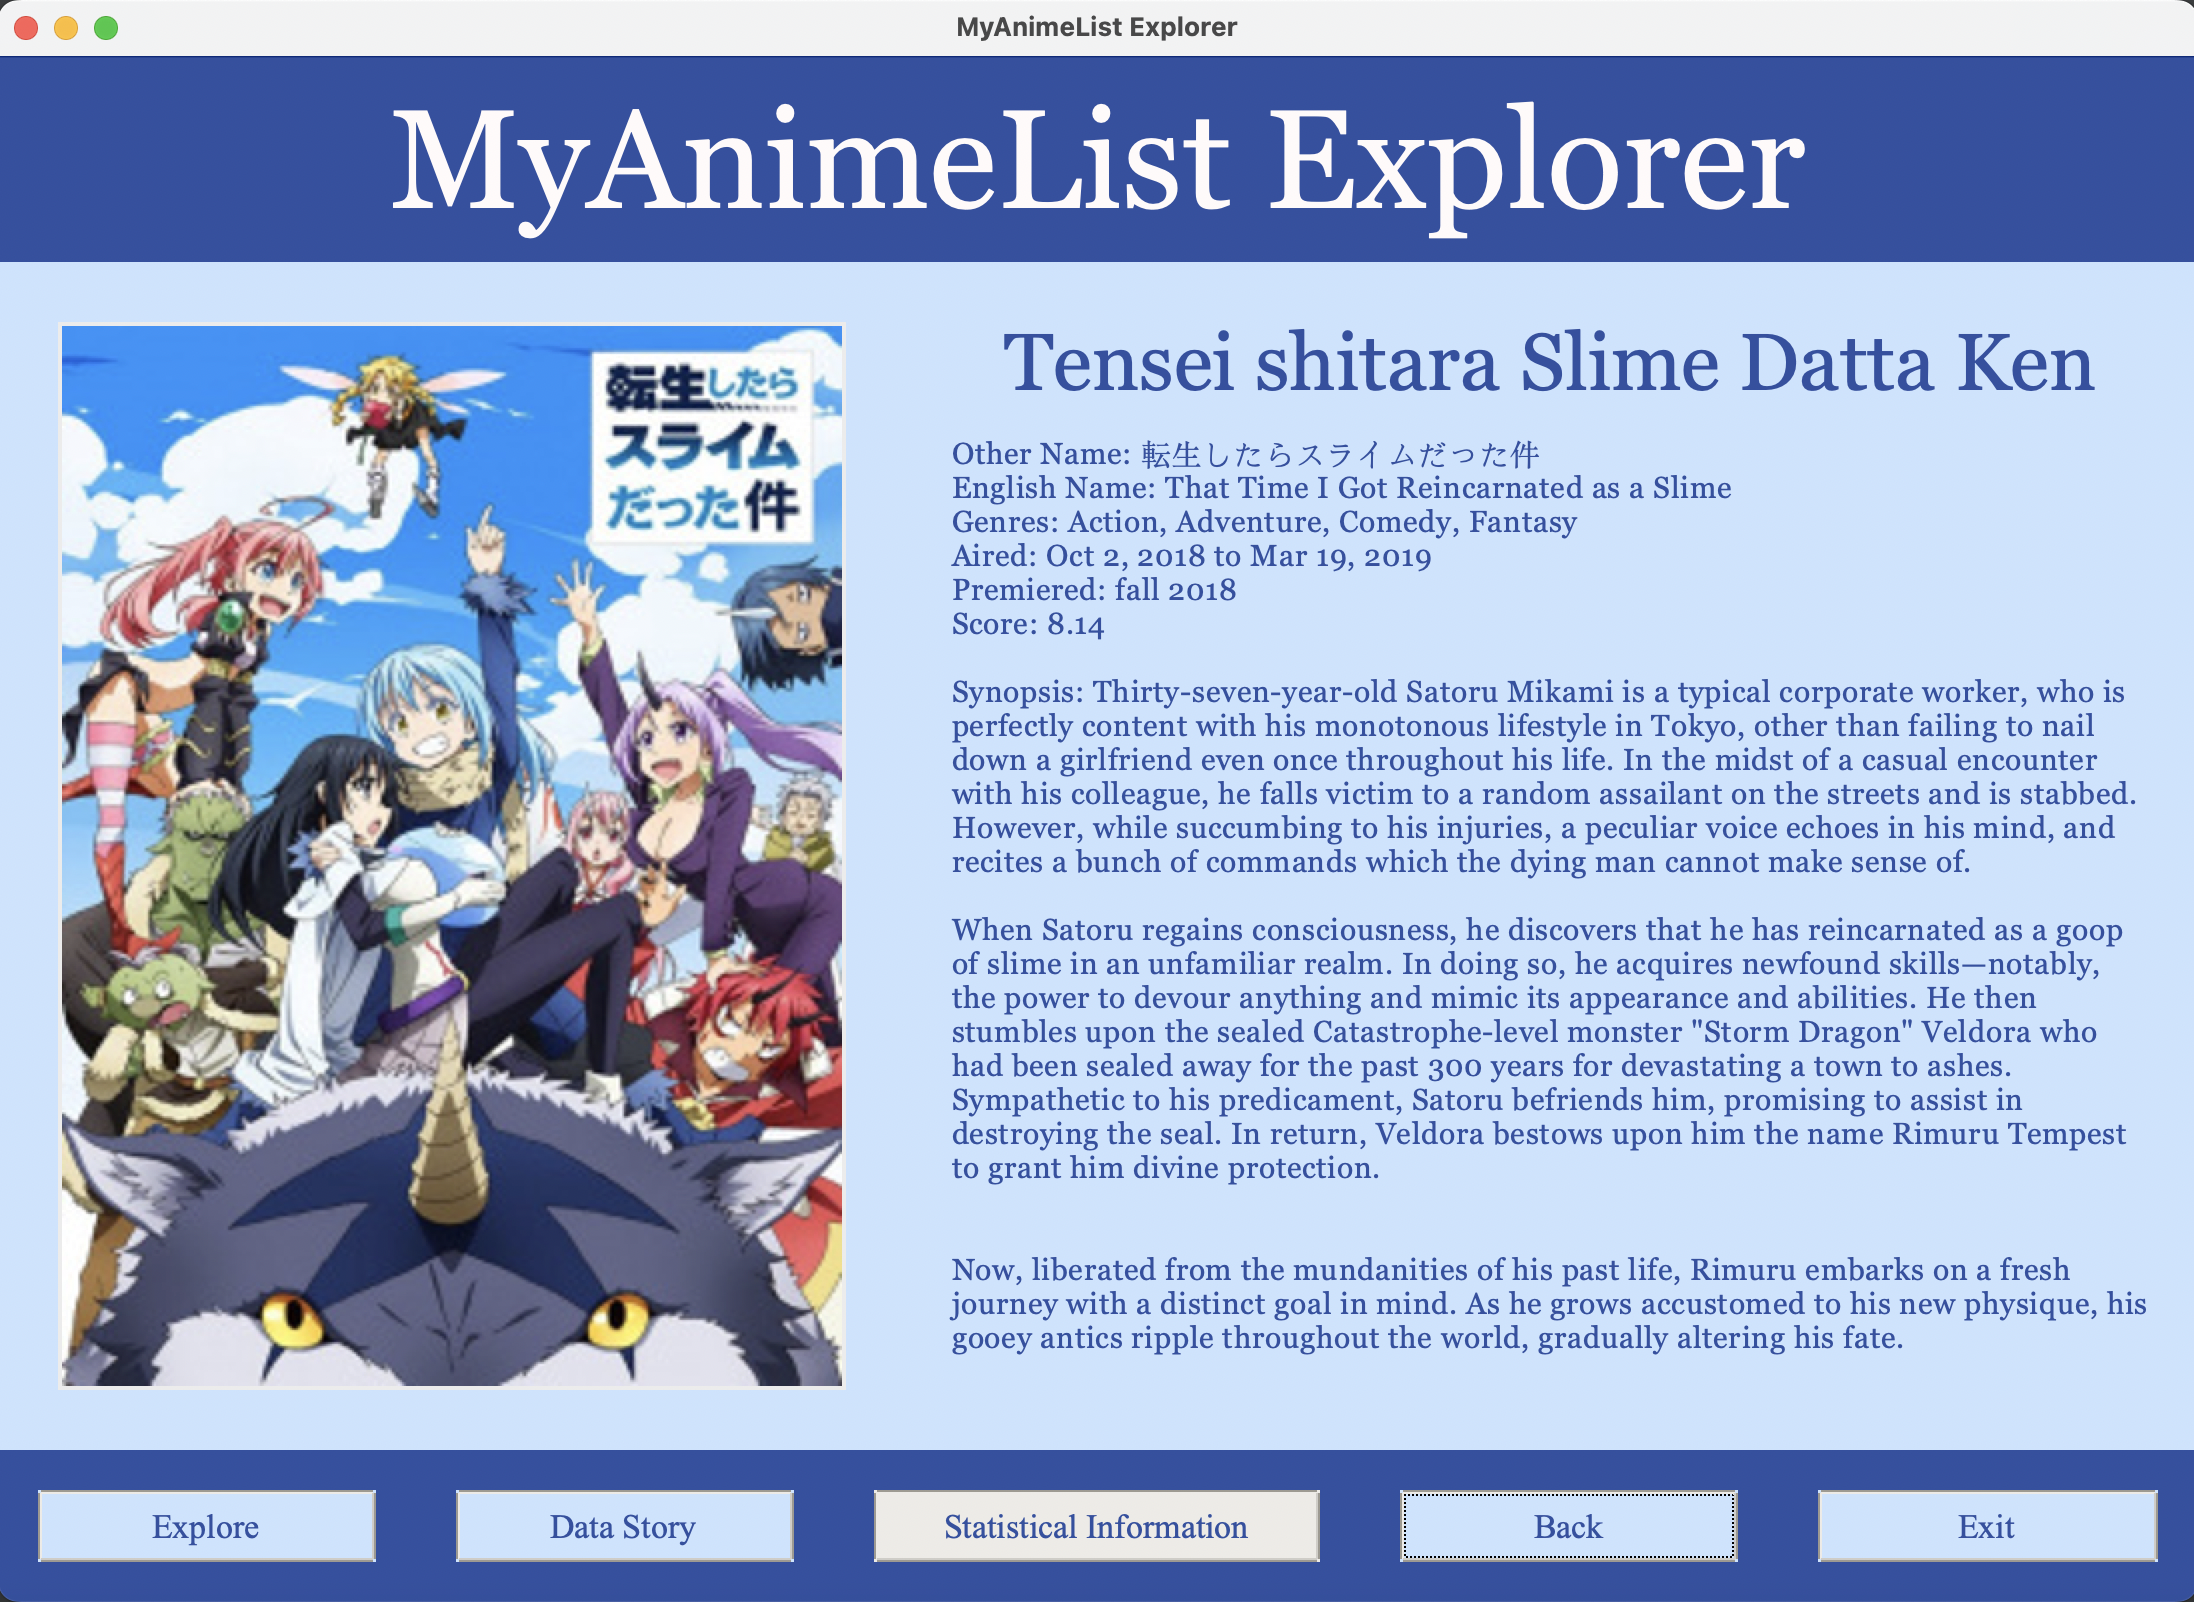 MyAnimeList Explorer
MyAnimeList Explorer
転生したら
スライム
だった件
Tensei shitara Slime Datta Ken
Other Name: 転生したらスライムだった件
English Name: That Time I Got Reincarnated as a Slime
Genres: Action, Adventure, Comedy, Fantasy
Aired: Oct 2, 2018 to Mar 19, 2019
Premiered: fall 2018
Score: 8.14
Synopsis: Thirty-seven-year-old Satoru Mikami is a typical corporate worker, who is
perfectly content with his monotonous lifestyle in Tokyo, other than failing to nail
down a girlfriend even once throughout his life. In the midst of a casual encounter
with his colleague, he falls victim to a random assailant on the streets and is stabbed.
However, while succumbing to his injuries, a peculiar voice echoes in his mind, and
recites a bunch of commands which the dying man cannot make sense of.
When Satoru regains consciousness, he discovers that he has reincarnated as a goop
of slime in an unfamiliar realm. In doing so, he acquires newfound skills—notably,
the power to devour anything and mimic its appearance and abilities. He then
stumbles upon the sealed Catastrophe-level monster "Storm Dragon" Veldora who
had been sealed away for the past 300 years for devastating a town to ashes.
Sympathetic to his predicament, Satoru befriends him, promising to assist in
destroying the seal. In return, Veldora bestows upon him the name Rimuru Tempest
to grant him divine protection.
Now, liberated from the mundanities of his past life, Rimuru embarks on a fresh
journey with a distinct goal in mind. As he grows accustomed to his new physique, his
gooey antics ripple throughout the world, gradually altering his fate.
Explore
Data Story
Statistical Information
Back
Exit